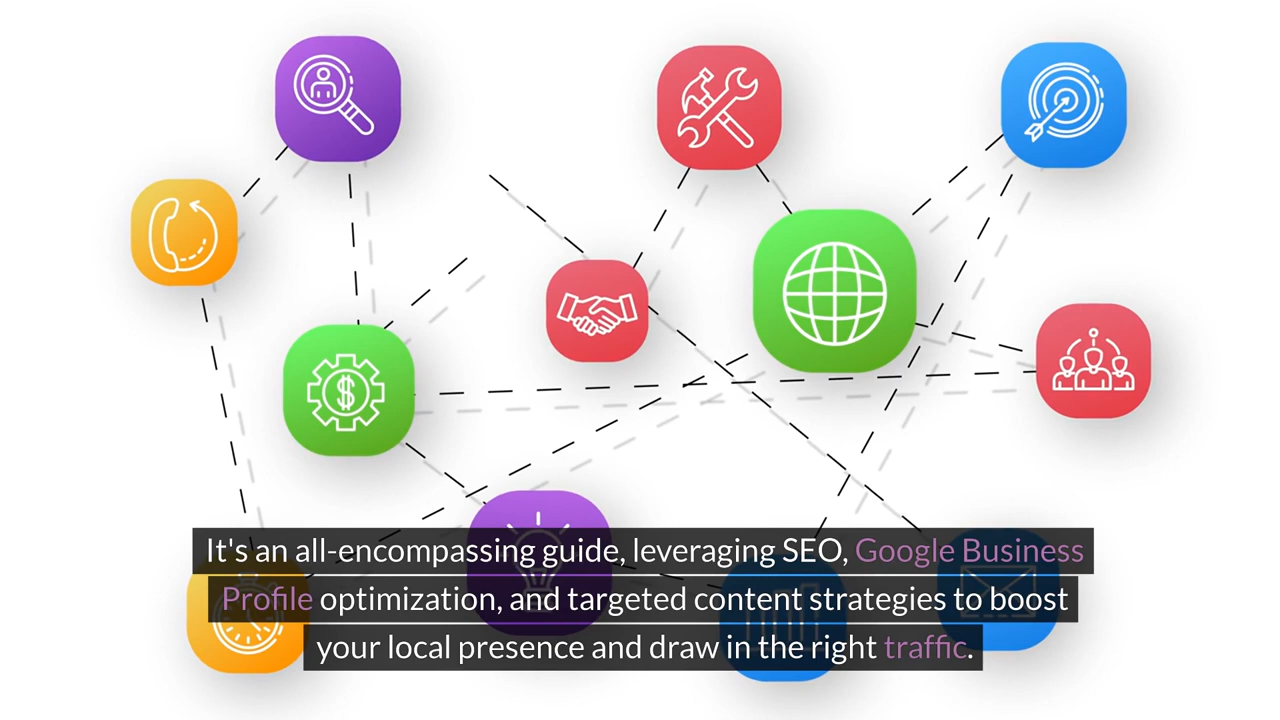 It's an all-encompassing guide, leveraging SEO, Google Business
Profile optimization, and targeted content strategies to boost
your local presence and draw in the right traffic.